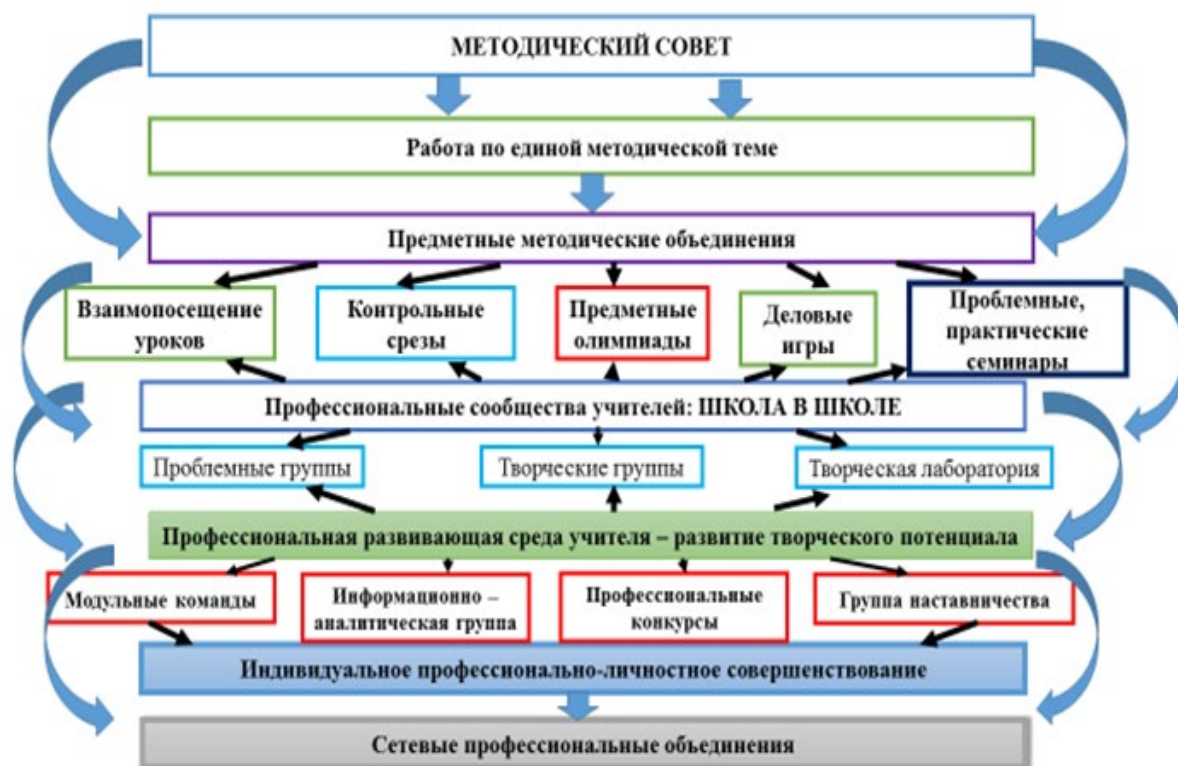 МЕТОДИЧЕСКИЙ СОВЕТ
Работа по единой методической теме
Предметные методические объединения
Взаимопосещение
уроков
Контрольные
срезы
Предметные
олимпиады
Деловые
игры
Проблемные,
практические
семинары
Профессиональные сообщества учителей: ШКОЛА В ШКОЛЕ
Проблемные группы
Творческие группы
Творческая лаборатория
Профессиональная развивающая среда учителя – развитие творческого потенциала
Модульные команды
Информационно –
аналитическая группа
Профессиональные
конкурсы
Группа наставничества
Индивидуальное профессионально-личностное совершенствование
Сетевые профессиональные объединения